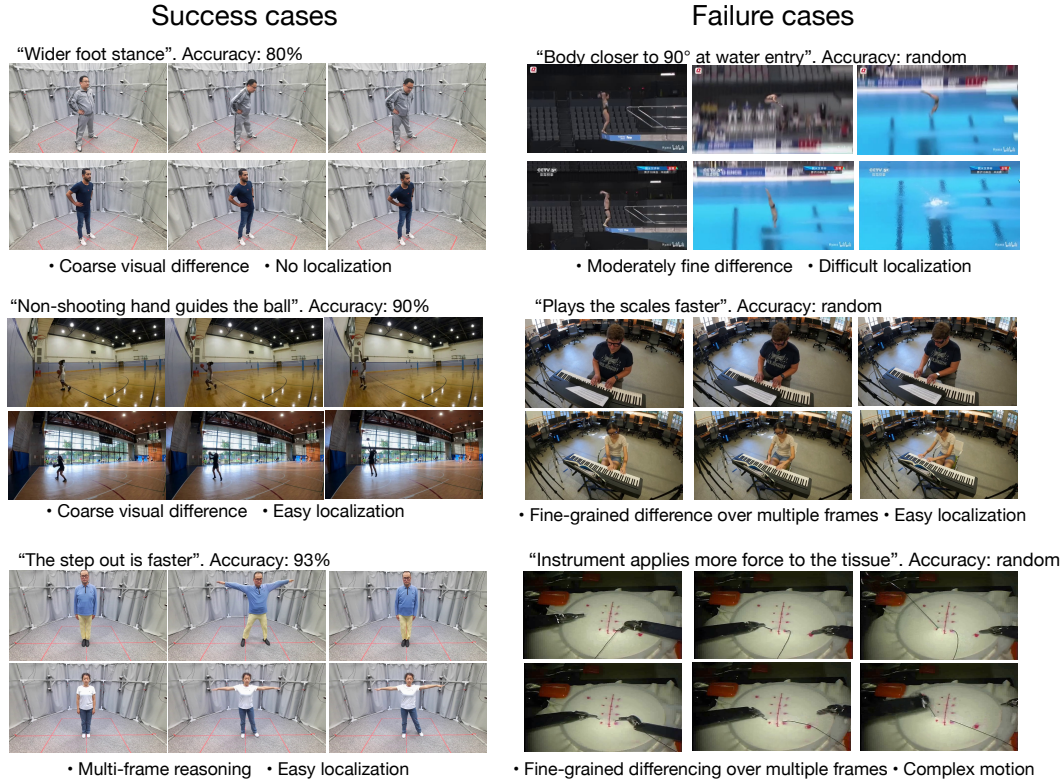 Success cases
“Wider foot stance”. Accuracy: 80%
• Coarse visual difference • No localization
“Non-shooting hand guides the ball”. Accuracy: 90%
• Coarse visual difference • Easy localization
“The step out is faster”. Accuracy: 93%
• Multi-frame reasoning • Easy localization
Failure cases
“Body closer to 90° at water entry”. Accuracy: random
• Moderately fine difference • Difficult localization
“Plays the scales faster”. Accuracy: random
• Fine-grained difference over multiple frames • Easy localization
“Instrument applies more force to the tissue”. Accuracy: random
• Fine-grained differencing over multiple frames • Complex motion